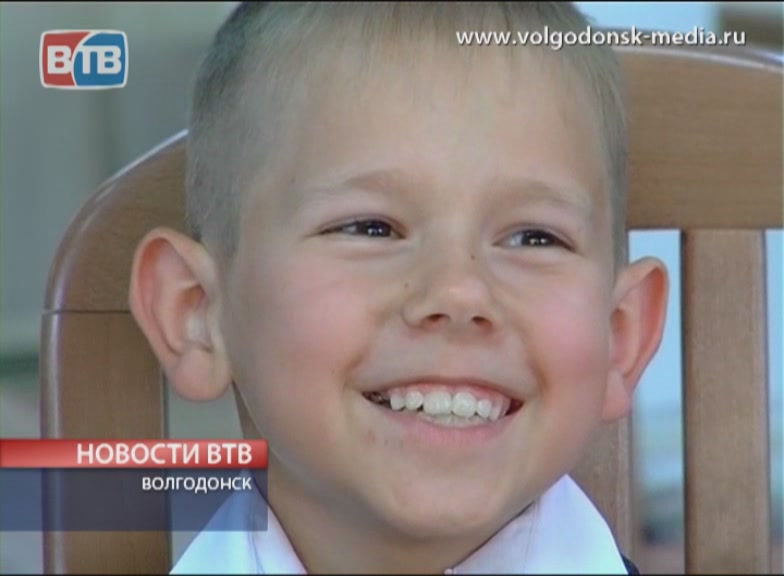 ВТВ
www.volgodonsk-media.ru
НОВОСТИ ВТВ
ВОЛГОДОНСК